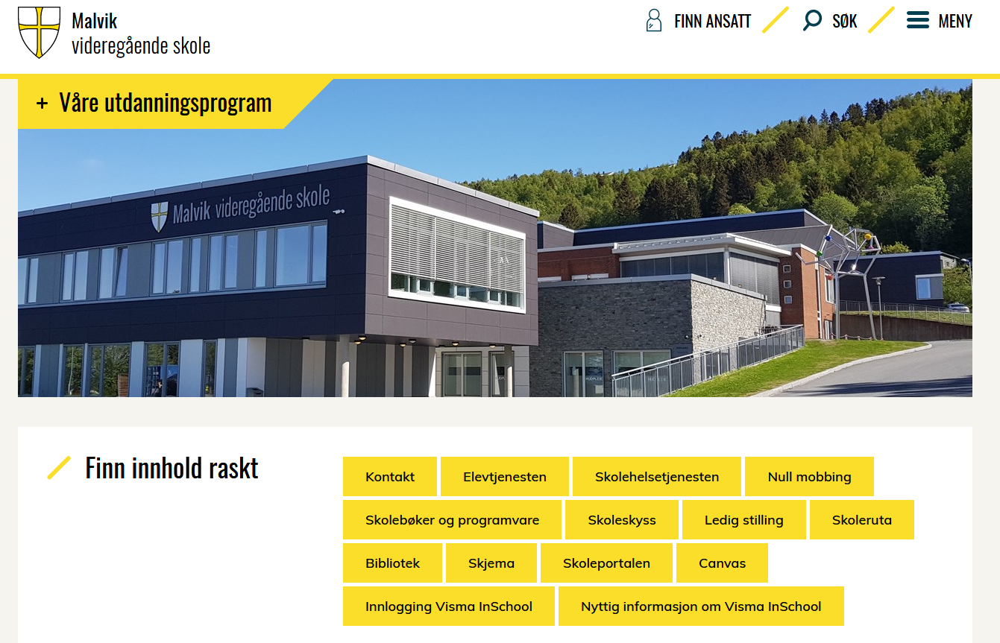 Malvik
videregående skole
FINN ANSATT
SØK
MENY
+ Våre utdanningsprogram
Malvik videregående skole
Finn innhold raskt
Kontakt
Elevtjenesten
Skolehelsetjenesten
Null mobbing
Skolebøker og programvare
Skoleskyss
Ledig stilling
Skoleruta
Bibliotek
Skjema
Skoleportalen
Canvas
Innlogging Visma InSchool
Nyttig informasjon om Visma InSchool